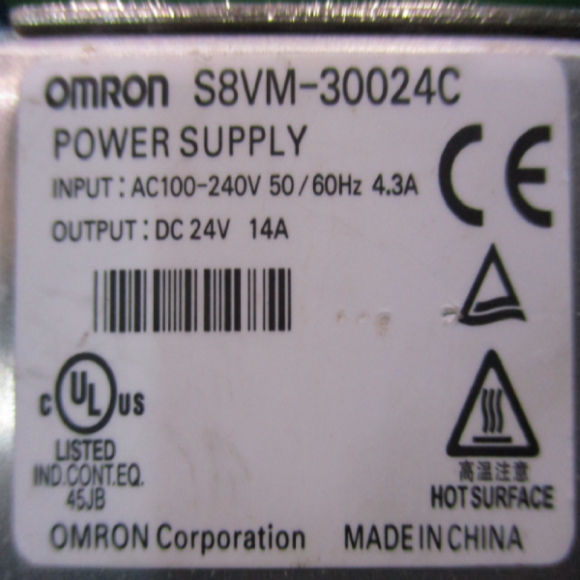 OMRON S8VM-30024C
POWER SUPPLY
INPUT : AC100-240V 50/60Hz 4.3A
OUTPUT : DC 24V 14A
CE
C UL US
LISTED
IND.CONT.EQ.
45JB
高温注意
HOT SURFACE
OMRON Corporation MADE IN CHINA